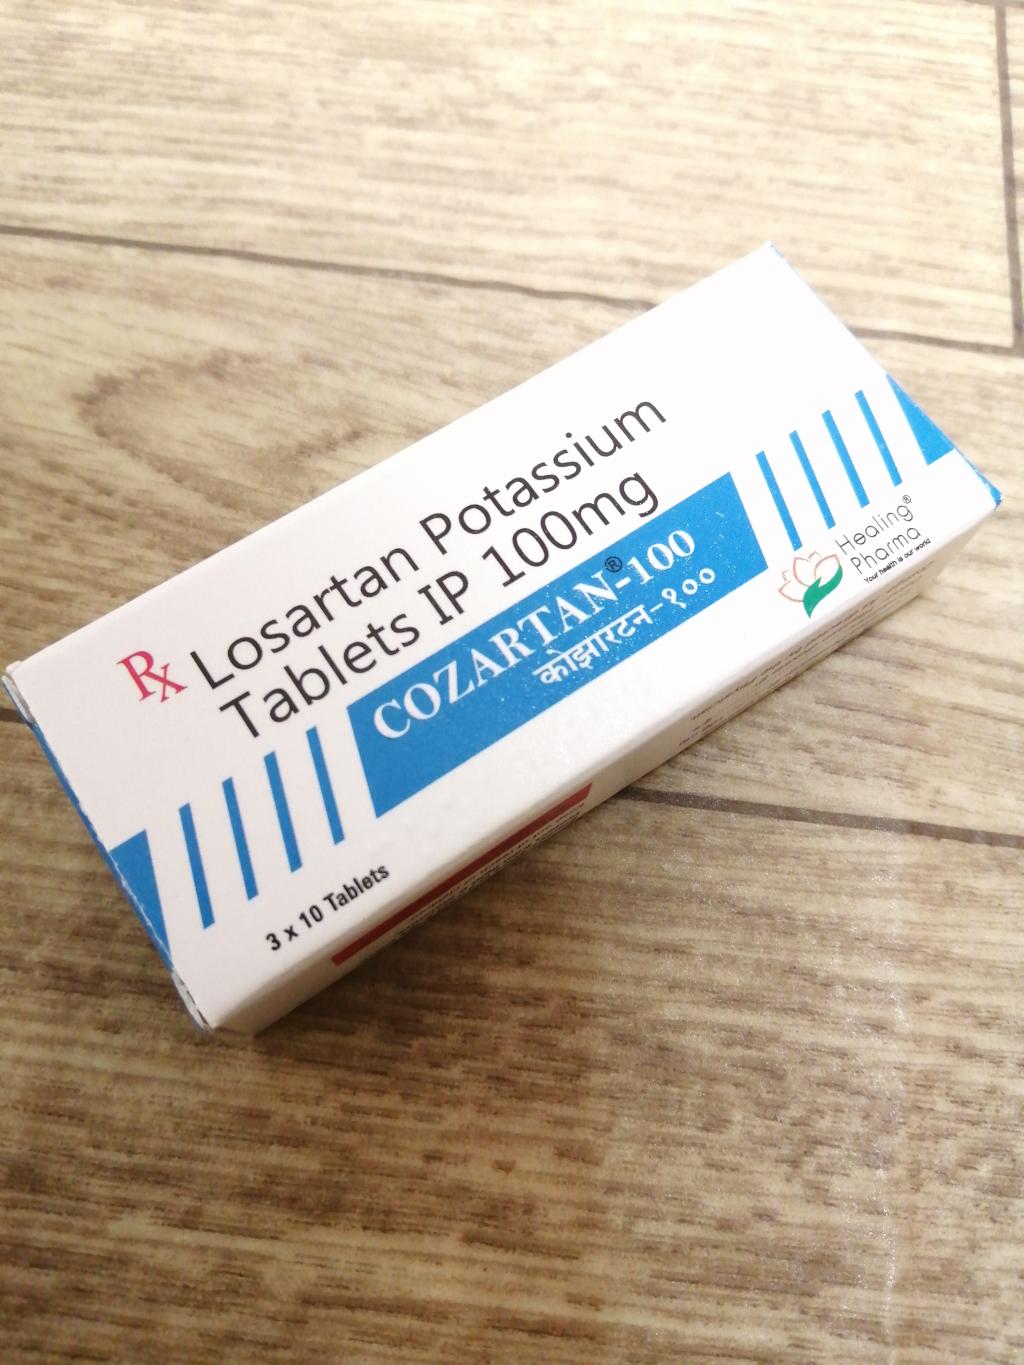 Rx Losartan Potassium
Tablets IP 100mg
COZARTAN®-100
कोझारटन-१००
Healing®
Pharma
Your health is our world
3 x 10 Tablets